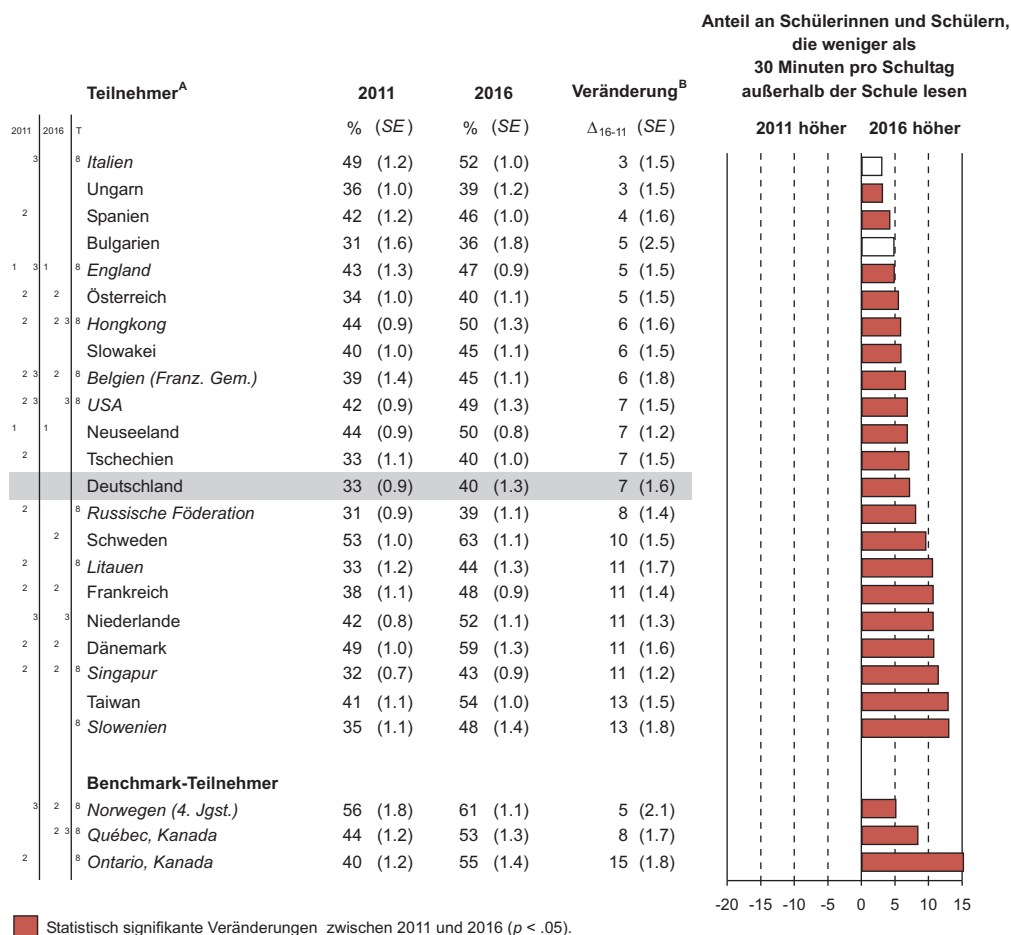 Anteil an Schülerinnen und Schülern,
die weniger als
30 Minuten pro Schultag
außerhalb der Schule lesen
Teilnehmer^A 2011 2016 Veränderung^B
2011 2016 T % (SE) % (SE) Δ16-11 (SE) 2011 höher 2016 höher
3 8 Italien 49 (1.2) 52 (1.0) 3 (1.5)
Ungarn 36 (1.0) 39 (1.2) 3 (1.5)
2 Spanien 42 (1.2) 46 (1.0) 4 (1.6)
Bulgarien 31 (1.6) 36 (1.8) 5 (2.5)
1 3 1 8 England 43 (1.3) 47 (0.9) 5 (1.5)
2 2 Österreich 34 (1.0) 40 (1.1) 5 (1.5)
2 2 3 8 Hongkong 44 (0.9) 50 (1.3) 6 (1.6)
Slowakei 40 (1.0) 45 (1.1) 6 (1.5)
2 3 2 8 Belgien (Franz. Gem.) 39 (1.4) 45 (1.1) 6 (1.8)
2 3 3 8 USA 42 (0.9) 49 (1.3) 7 (1.5)
1 1 Neuseeland 44 (0.9) 50 (0.8) 7 (1.2)
2 Tschechien 33 (1.1) 40 (1.0) 7 (1.5)
Deutschland 33 (0.9) 40 (1.3) 7 (1.6)
2 8 Russische Föderation 31 (0.9) 39 (1.1) 8 (1.4)
2 Schweden 53 (1.0) 63 (1.1) 10 (1.5)
2 8 Litauen 33 (1.2) 44 (1.3) 11 (1.7)
2 2 Frankreich 38 (1.1) 48 (0.9) 11 (1.4)
3 3 Niederlande 42 (0.8) 52 (1.1) 11 (1.3)
2 2 Dänemark 49 (1.0) 59 (1.3) 11 (1.6)
2 2 8 Singapur 32 (0.7) 43 (0.9) 11 (1.2)
Taiwan 41 (1.1) 54 (1.0) 13 (1.5)
8 Slowenien 35 (1.1) 48 (1.4) 13 (1.8)
Benchmark-Teilnehmer
3 2 8 Norwegen (4. Jgst.) 56 (1.8) 61 (1.1) 5 (2.1)
2 3 8 Québec, Kanada 44 (1.2) 53 (1.3) 8 (1.7)
2 8 Ontario, Kanada 40 (1.2) 55 (1.4) 15 (1.8)
-20 -15 -10 -5 0 5 10 15
Statistisch signifikante Veränderungen zwischen 2011 und 2016 (p < .05).